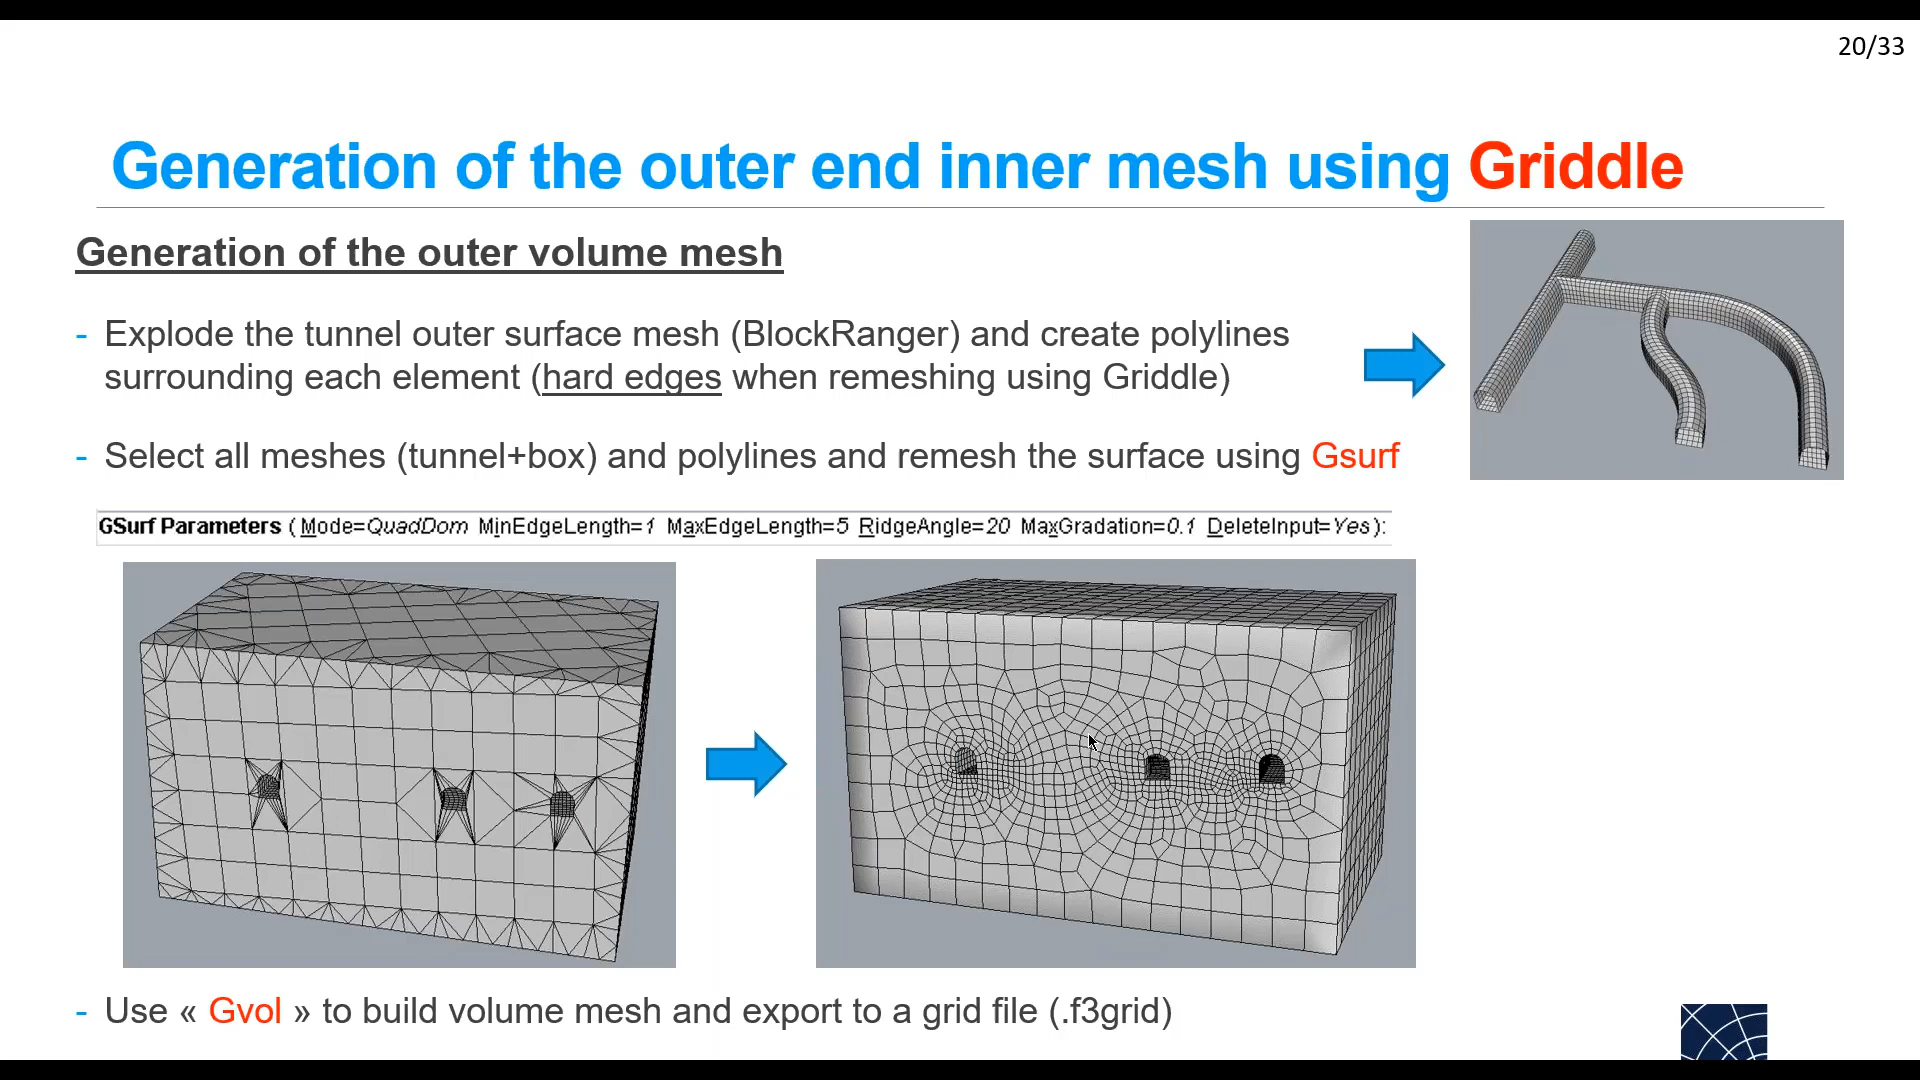 20/33
Generation of the outer end inner mesh using Griddle
Generation of the outer volume mesh
- Explode the tunnel outer surface mesh (BlockRanger) and create polylines
surrounding each element (hard edges when remeshing using Griddle)
- Select all meshes (tunnel+box) and polylines and remesh the surface using Gsurf
GSurf Parameters ( Mode=QuadDom MinEdgeLength=1 MaxEdgeLength=5 RidgeAngle=20 MaxGradation=0.1 DeleteInput=Yes ):
- Use « Gvol » to build volume mesh and export to a grid file (.f3grid)